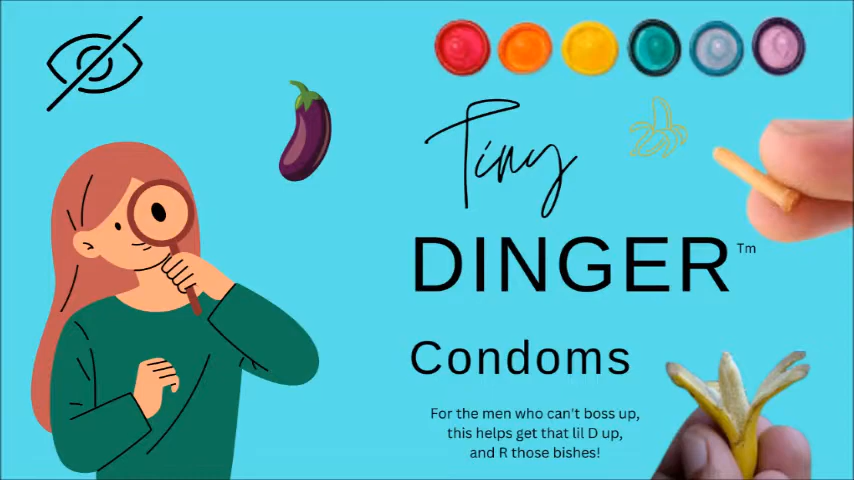 Tiny
DINGER™
Condoms
For the men who can't boss up,
this helps get that lil D up,
and R those bishes!